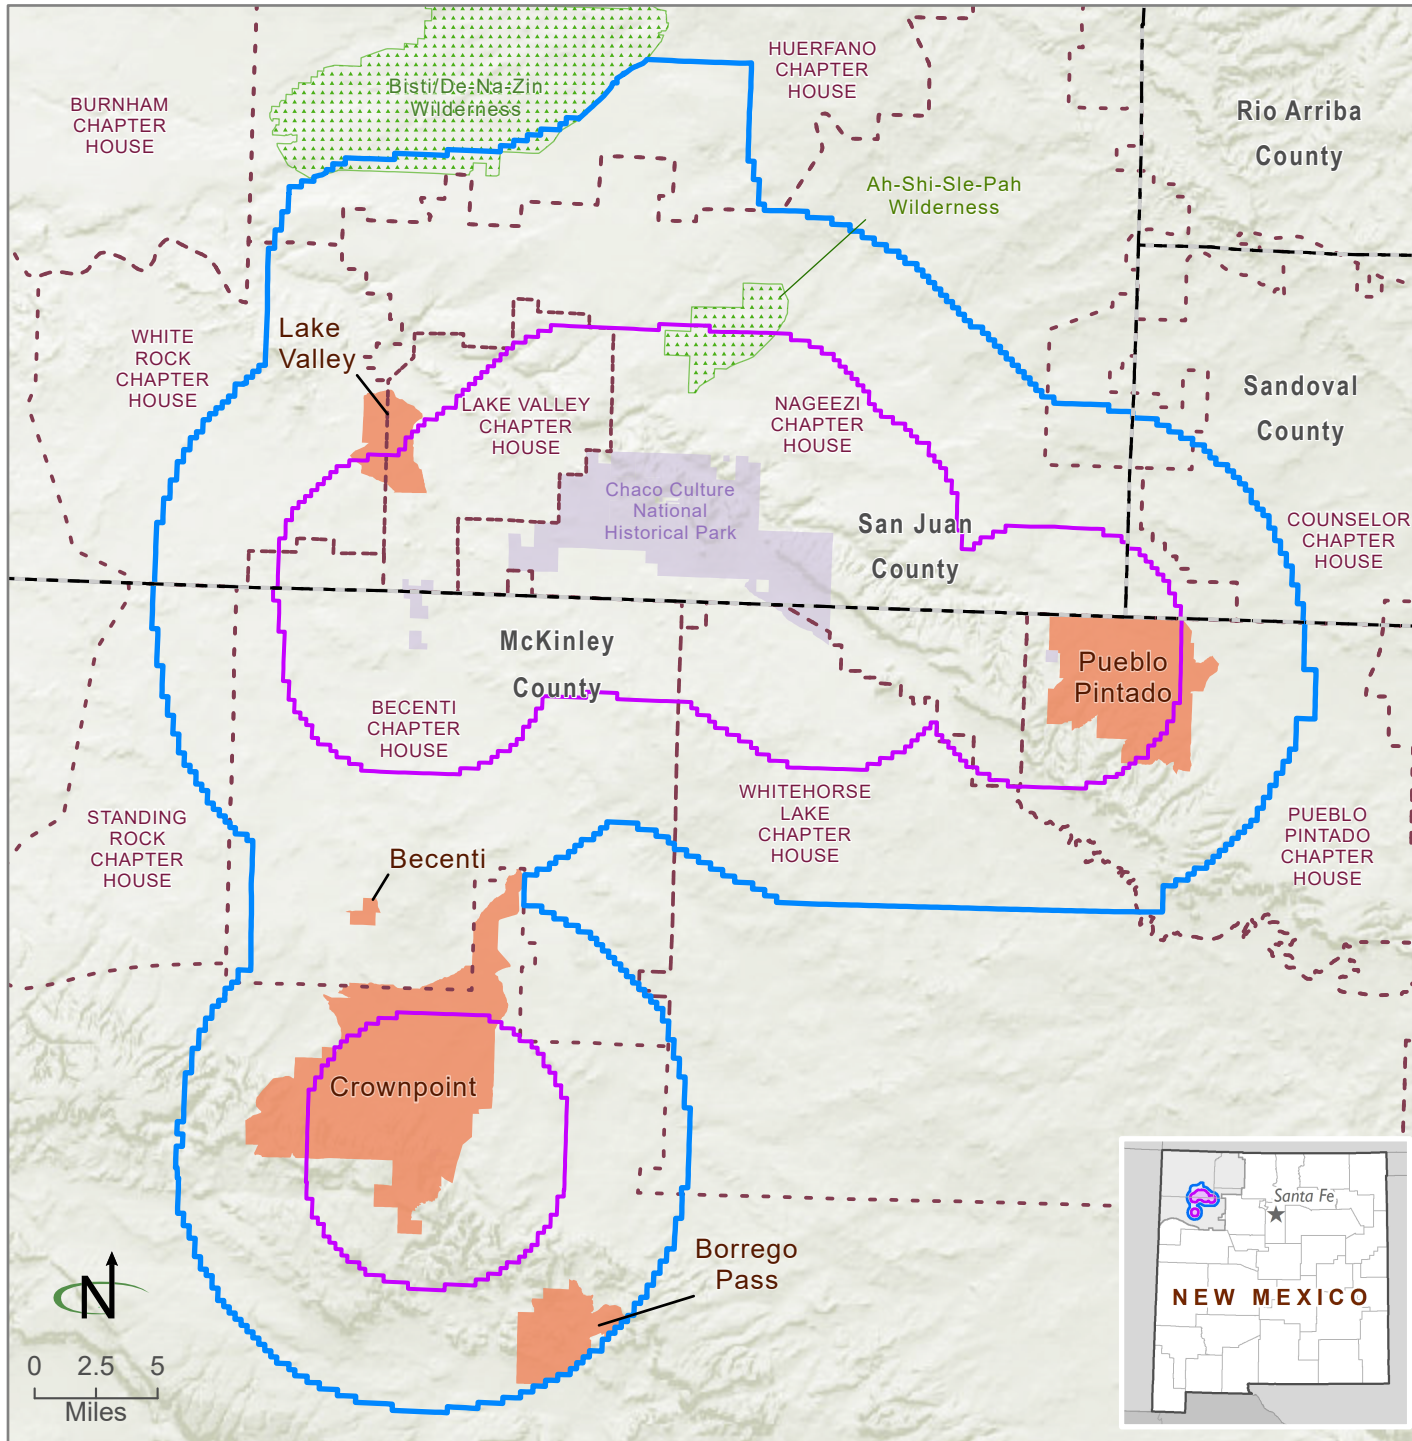 HUERFANO
CHAPTER
HOUSE
Bisti/De-Na-Zin
Wilderness
BURNHAM
CHAPTER
HOUSE
Rio Arriba
County
Ah-Shi-Sle-Pah
Wilderness
Lake
Valley
WHITE
ROCK
CHAPTER
HOUSE
LAKE VALLEY
CHAPTER
HOUSE
NAGEEZI
CHAPTER
HOUSE
Sandoval
County
Chaco Culture
National
Historical Park
San Juan
County
COUNSELOR
CHAPTER
HOUSE
McKinley
County
Pueblo
Pintado
BECENTI
CHAPTER
HOUSE
WHITEHORSE
LAKE
CHAPTER
HOUSE
STANDING
ROCK
CHAPTER
HOUSE
PUEBLO
PINTADO
CHAPTER
HOUSE
Becenti
Crownpoint
Borrego
Pass
N
0 2.5 5
Miles
Santa Fe
NEW MEXICO